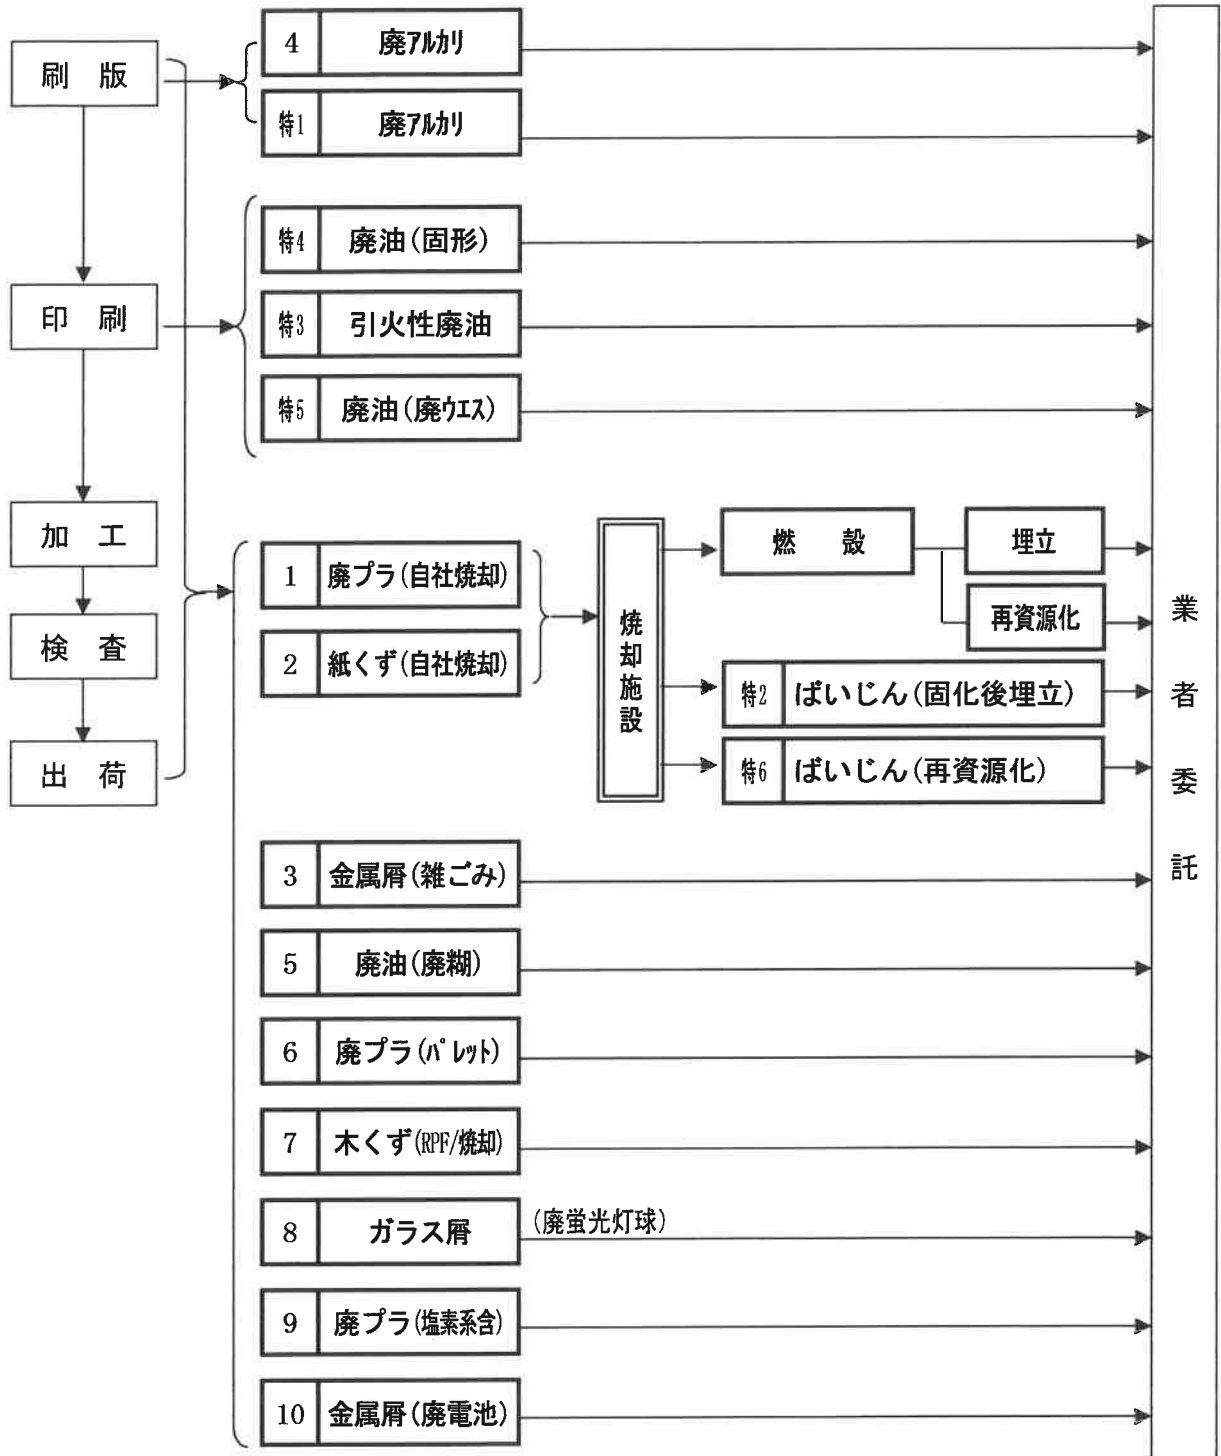 刷 版
印 刷
加 工
検 査
出 荷
4 廃ｱﾙｶﾘ
特1 廃ｱﾙｶﾘ
特4 廃油(固形)
特3 引火性廃油
特5 廃油(廃ｳｴｽ)
1 廃プラ(自社焼却)
2 紙くず(自社焼却)
焼却施設
燃 殻
埋立
再資源化
特2 ばいじん(固化後埋立)
特6 ばいじん(再資源化)
3 金属屑(雑ごみ)
5 廃油(廃糊)
6 廃プラ(ﾊﾟﾚｯﾄ)
7 木くず(RPF/焼却)
8 ガラス屑 (廃蛍光灯球)
9 廃プラ(塩素系含)
10 金属屑(廃電池)
業者委託